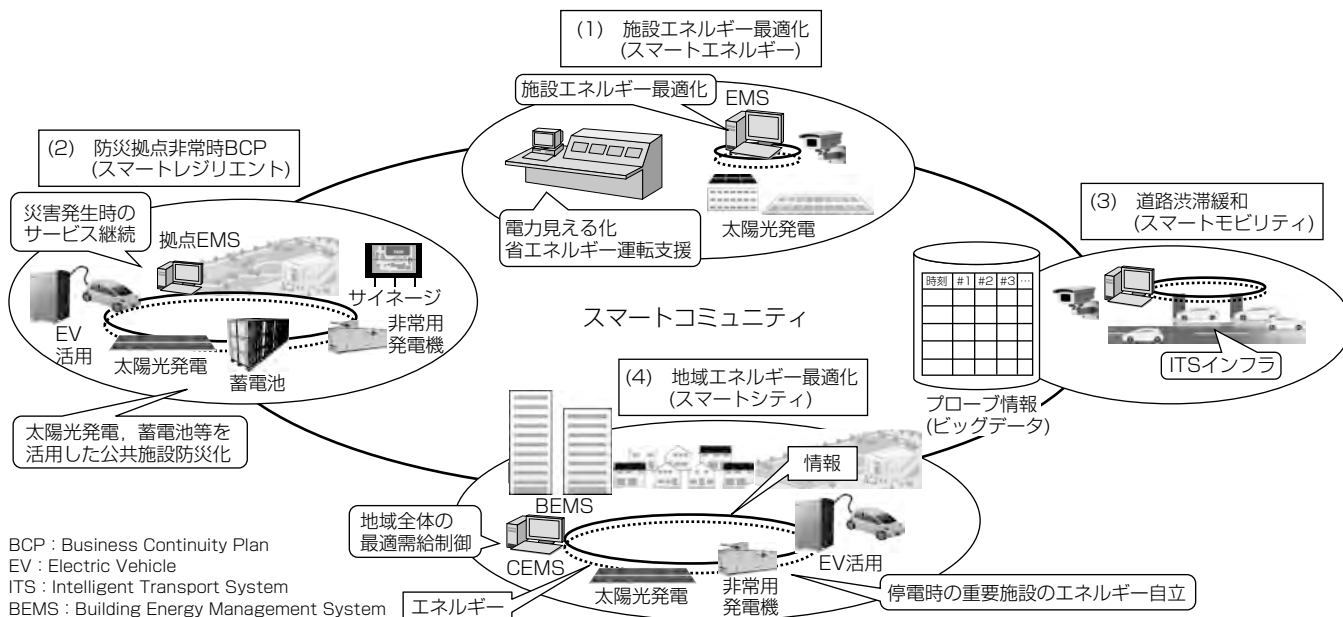 (1) 施設エネルギー最適化
(スマートエネルギー)
施設エネルギー最適化
EMS
電力見える化
省エネルギー運転支援
太陽光発電
(2) 防災拠点非常時BCP
(スマートレジリエント)
災害発生時の
サービス継続
拠点EMS
サイネージ
EV
活用
太陽光発電
蓄電池
非常用
発電機
太陽光発電，蓄電池等を
活用した公共施設防災化
スマートコミュニティ
(3) 道路渋滞緩和
(スマートモビリティ)
時刻 #1 #2 #3 …
ITSインフラ
プローブ情報
(ビッグデータ)
(4) 地域エネルギー最適化
(スマートシティ)
情報
BEMS
地域全体の
最適需給制御
CEMS
EV活用
太陽光発電
非常用
発電機
停電時の重要施設のエネルギー自立
エネルギー
BCP：Business Continuity Plan
EV：Electric Vehicle
ITS：Intelligent Transport System
BEMS：Building Energy Management System